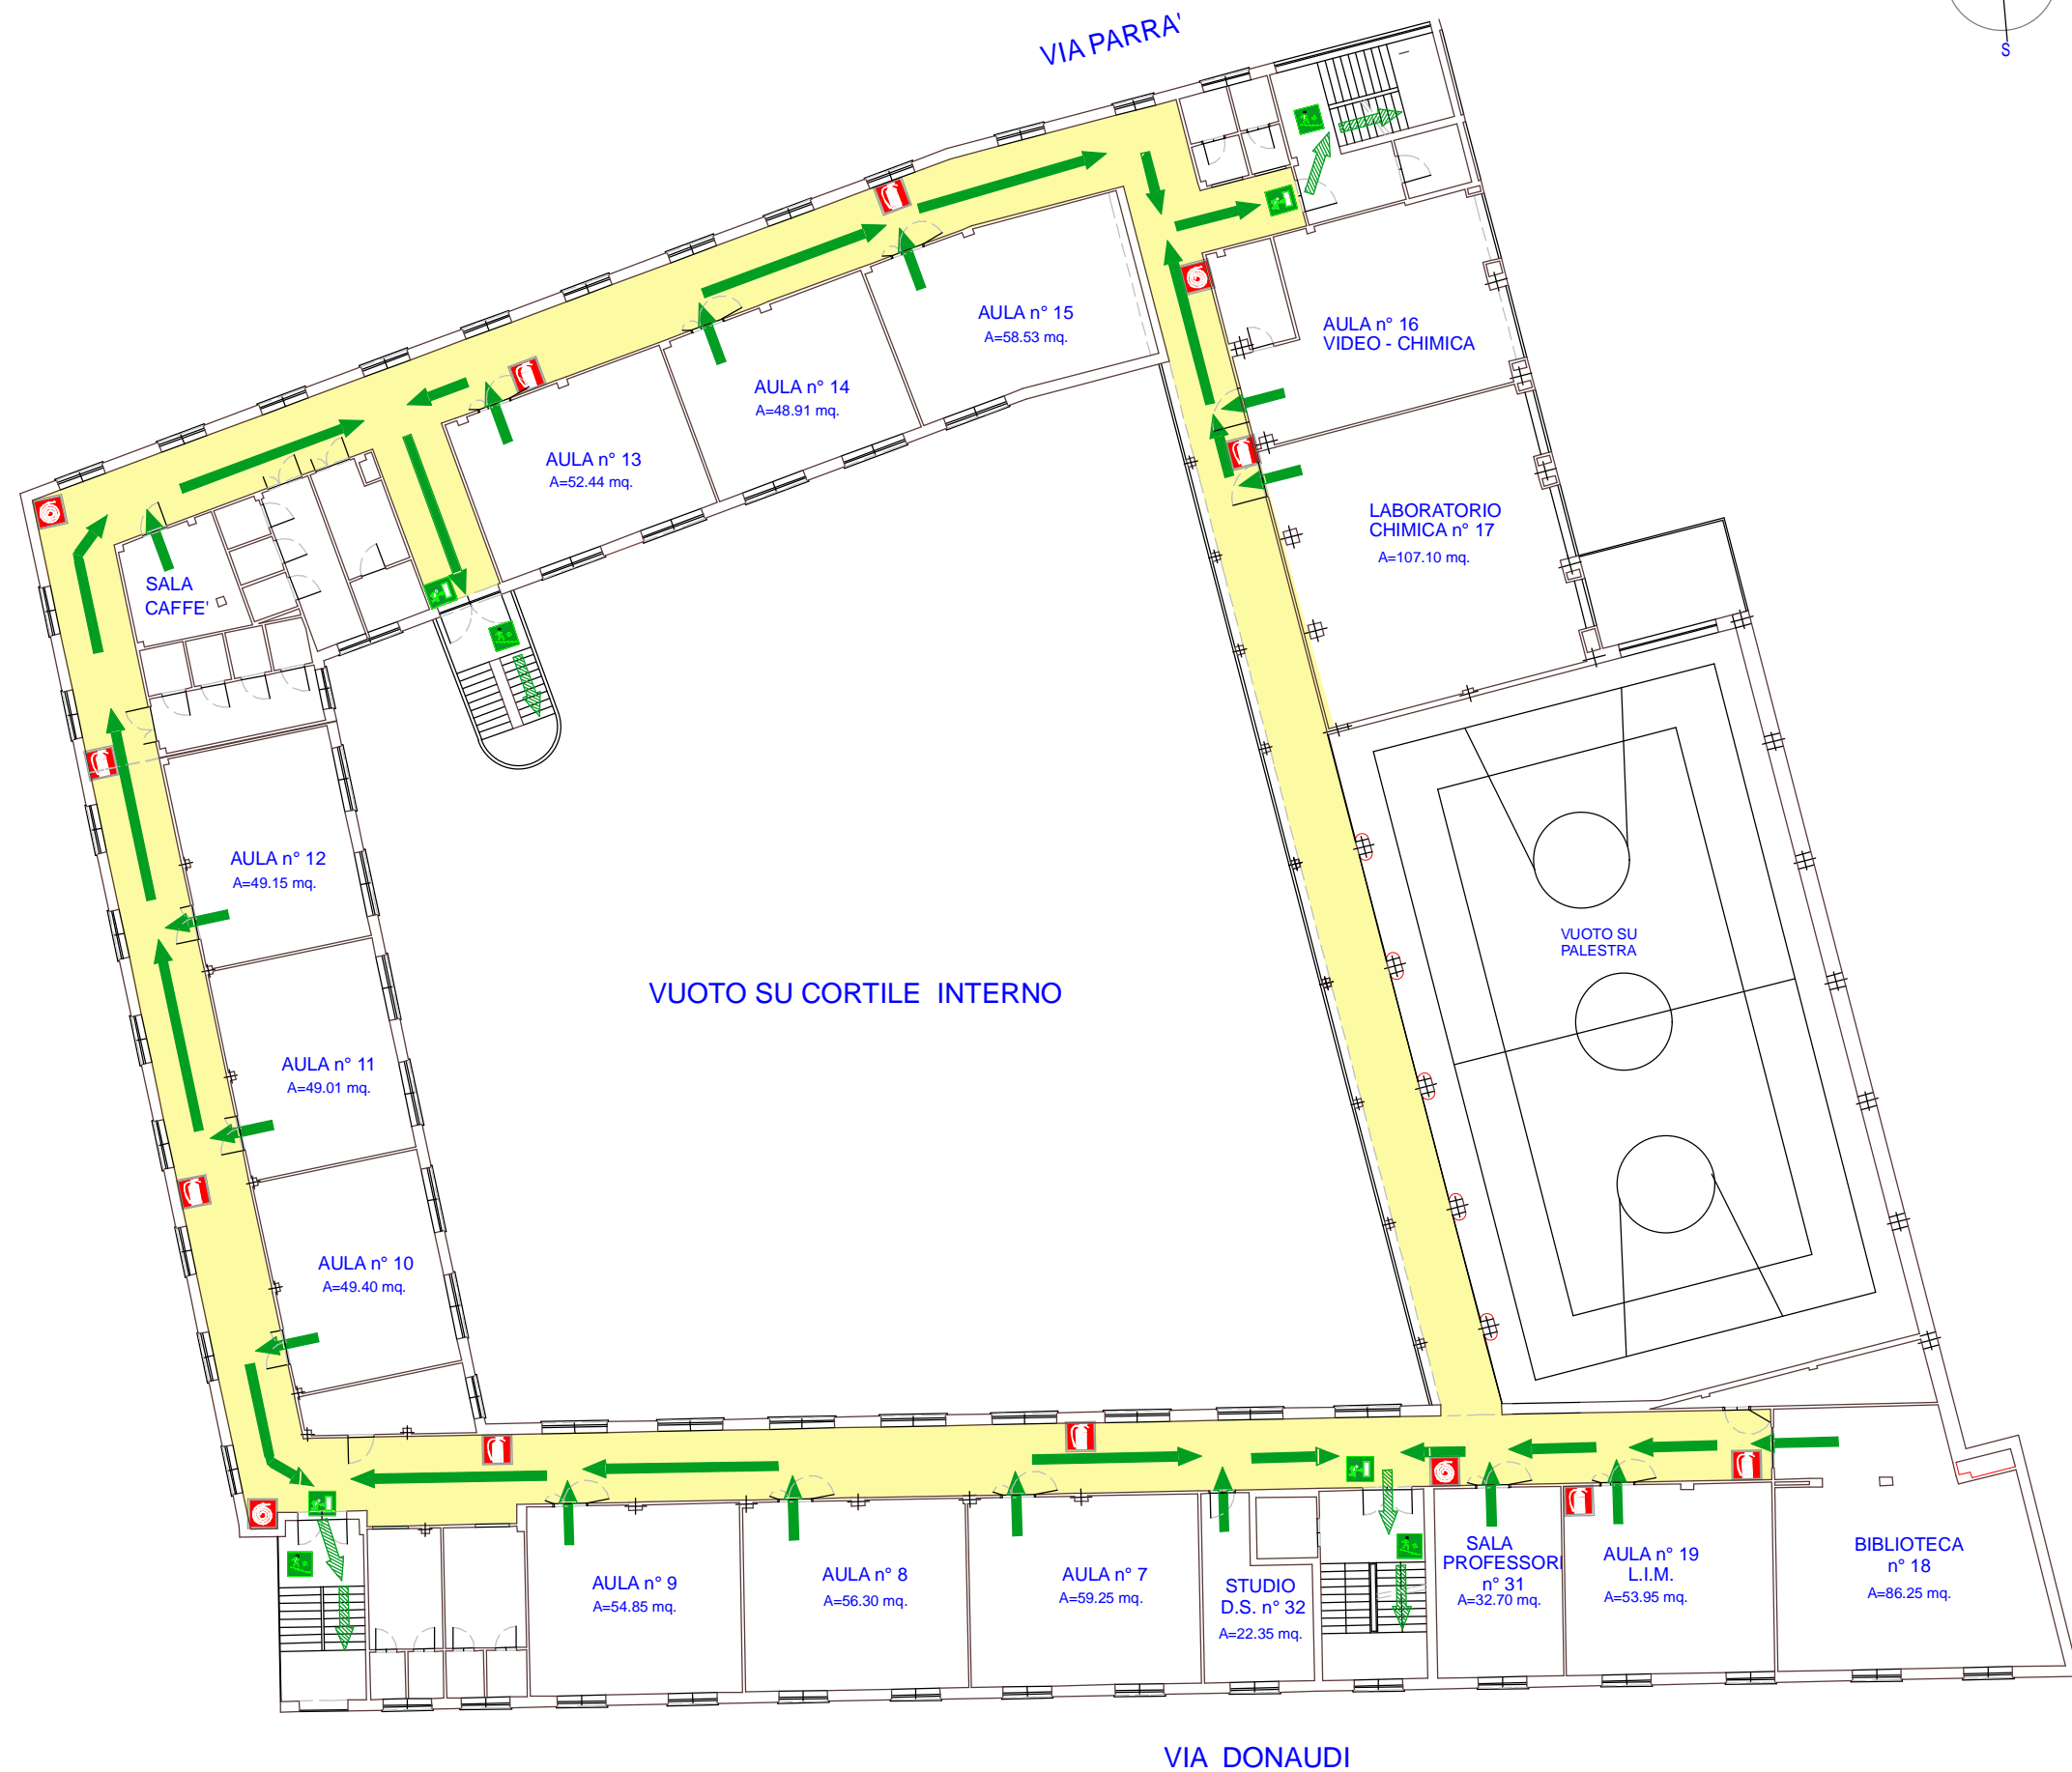 VIA PARRA'
S
AULA n° 15
A=58.53 mq.
AULA n° 16
VIDEO - CHIMICA
AULA n° 14
A=48.91 mq.
AULA n° 13
A=52.44 mq.
LABORATORIO
CHIMICA n° 17
A=107.10 mq.
SALA
CAFFE'
AULA n° 12
A=49.15 mq.
VUOTO SU
PALESTRA
VUOTO SU CORTILE INTERNO
AULA n° 11
A=49.01 mq.
AULA n° 10
A=49.40 mq.
AULA n° 9
A=54.85 mq.
AULA n° 8
A=56.30 mq.
AULA n° 7
A=59.25 mq.
STUDIO
D.S. n° 32
A=22.35 mq.
SALA
PROFESSORI
n° 31
A=32.70 mq.
AULA n° 19
L.I.M.
A=53.95 mq.
BIBLIOTECA
n° 18
A=86.25 mq.
VIA DONAUDI